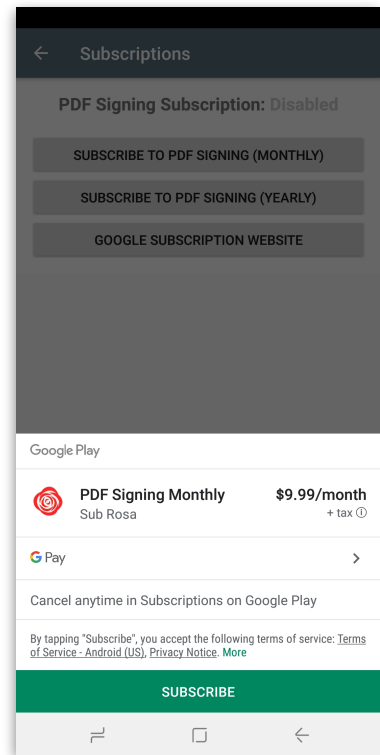 Subscriptions
PDF Signing Subscription: Disabled
SUBSCRIBE TO PDF SIGNING (MONTHLY)
SUBSCRIBE TO PDF SIGNING (YEARLY)
GOOGLE SUBSCRIPTION WEBSITE
Google Play
PDF Signing Monthly $9.99/month
Sub Rosa + tax ⓘ
G Pay
Cancel anytime in Subscriptions on Google Play
By tapping "Subscribe", you accept the following terms of service: Terms
of Service - Android (US), Privacy Notice. More
SUBSCRIBE